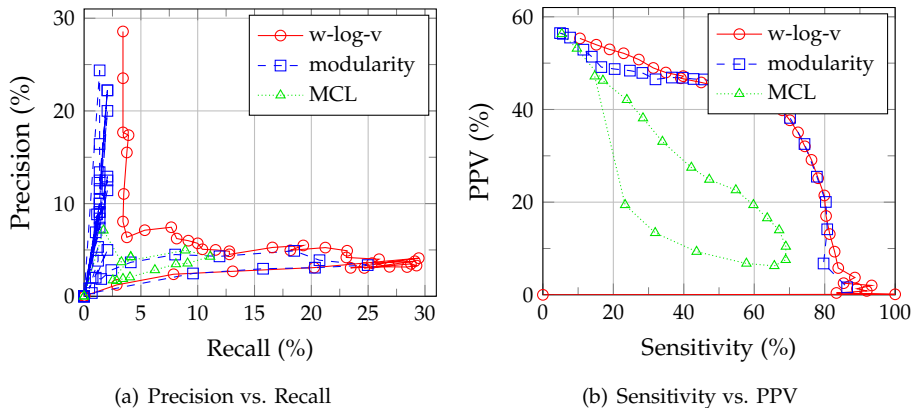 30
20
10
0
0 5 10 15 20 25 30
Precision (%)
Recall (%)
w-log-v
modularity
MCL
(a) Precision vs. Recall
60
40
20
0
0 20 40 60 80 100
PPV (%)
Sensitivity (%)
w-log-v
modularity
MCL
(b) Sensitivity vs. PPV